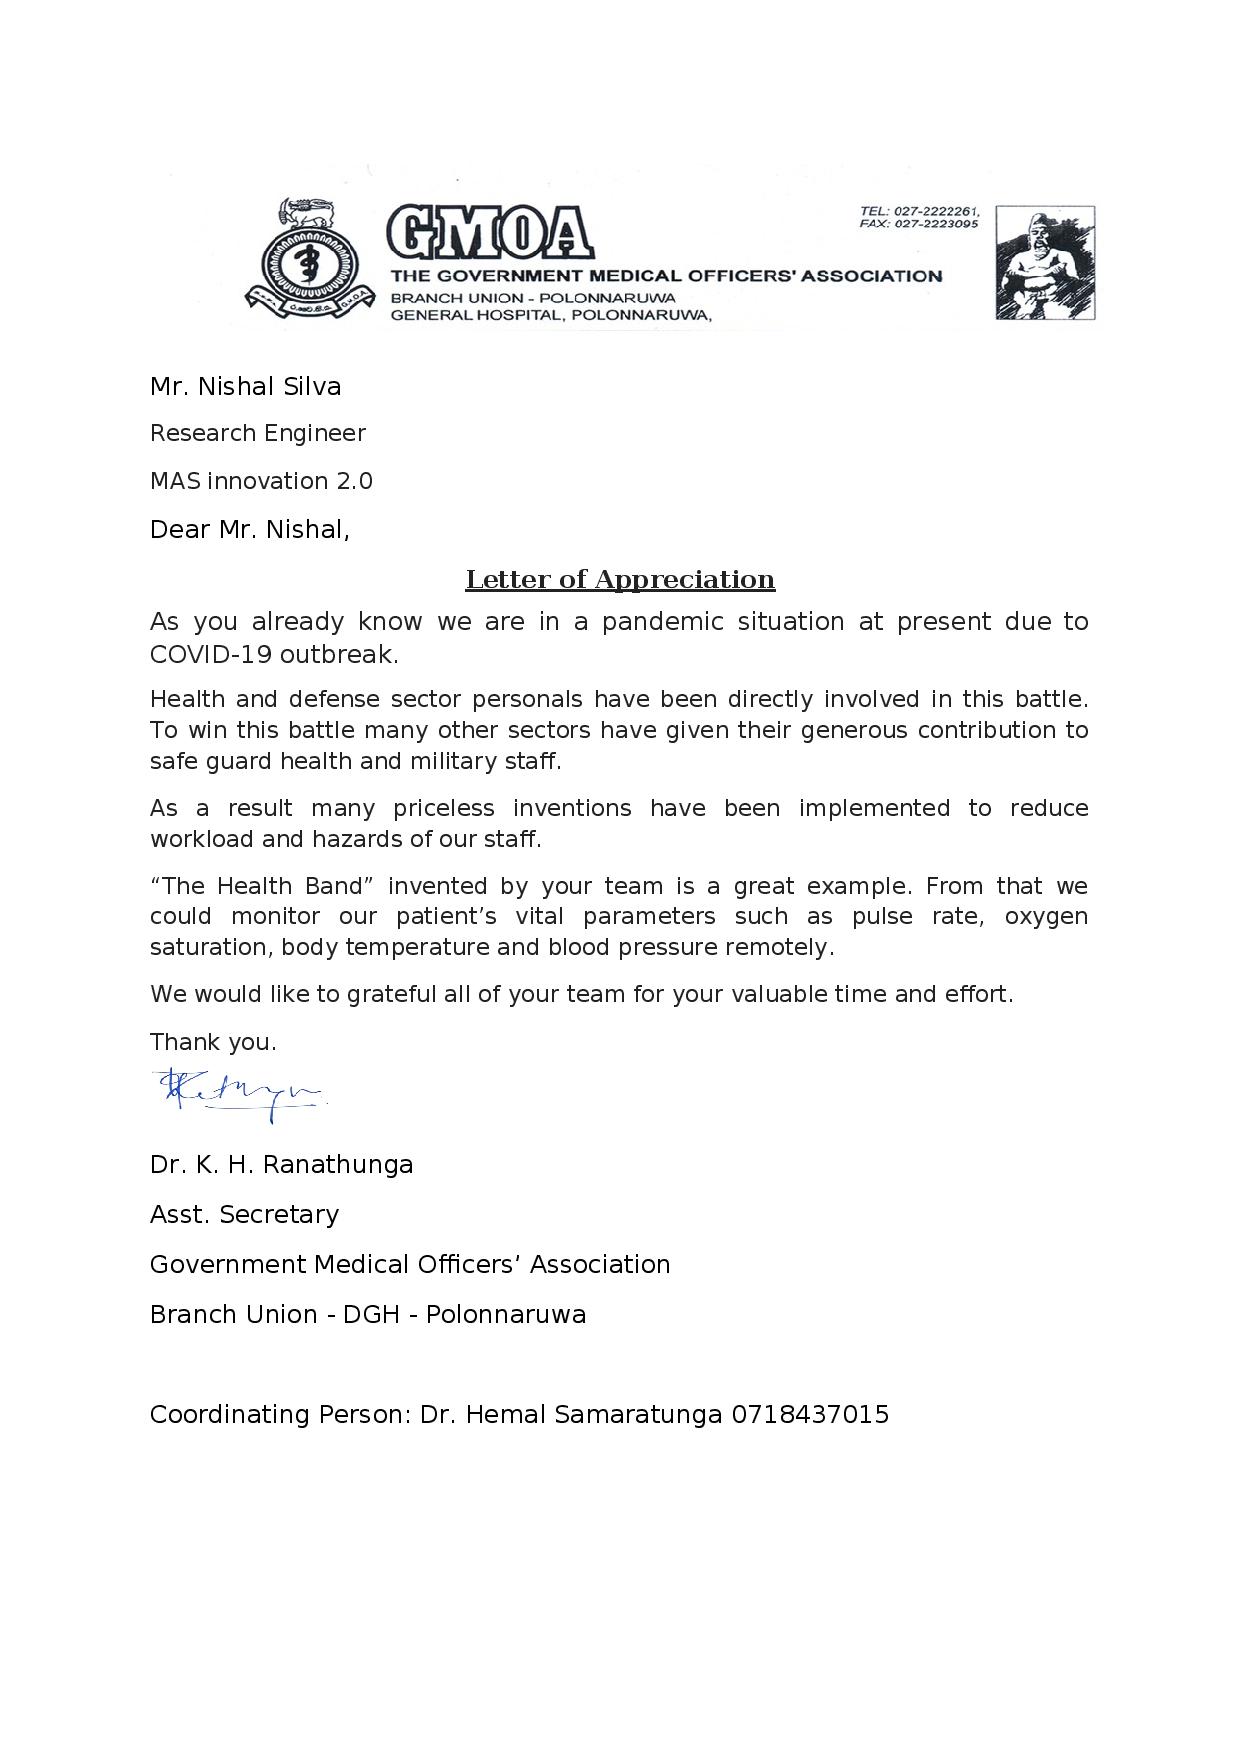 GMOA
TEL: 027-2222261,
FAX: 027-2223095
THE GOVERNMENT MEDICAL OFFICERS' ASSOCIATION
BRANCH UNION - POLONNARUWA
GENERAL HOSPITAL, POLONNARUWA,
Mr. Nishal Silva
Research Engineer
MAS innovation 2.0
Dear Mr. Nishal,
Letter of Appreciation
As you already know we are in a pandemic situation at present due to
COVID-19 outbreak.
Health and defense sector personals have been directly involved in this battle.
To win this battle many other sectors have given their generous contribution to
safe guard health and military staff.
As a result many priceless inventions have been implemented to reduce
workload and hazards of our staff.
“The Health Band” invented by your team is a great example. From that we
could monitor our patient’s vital parameters such as pulse rate, oxygen
saturation, body temperature and blood pressure remotely.
We would like to grateful all of your team for your valuable time and effort.
Thank you.
Dr. K. H. Ranathunga
Asst. Secretary
Government Medical Officers’ Association
Branch Union - DGH - Polonnaruwa
Coordinating Person: Dr. Hemal Samaratunga 0718437015